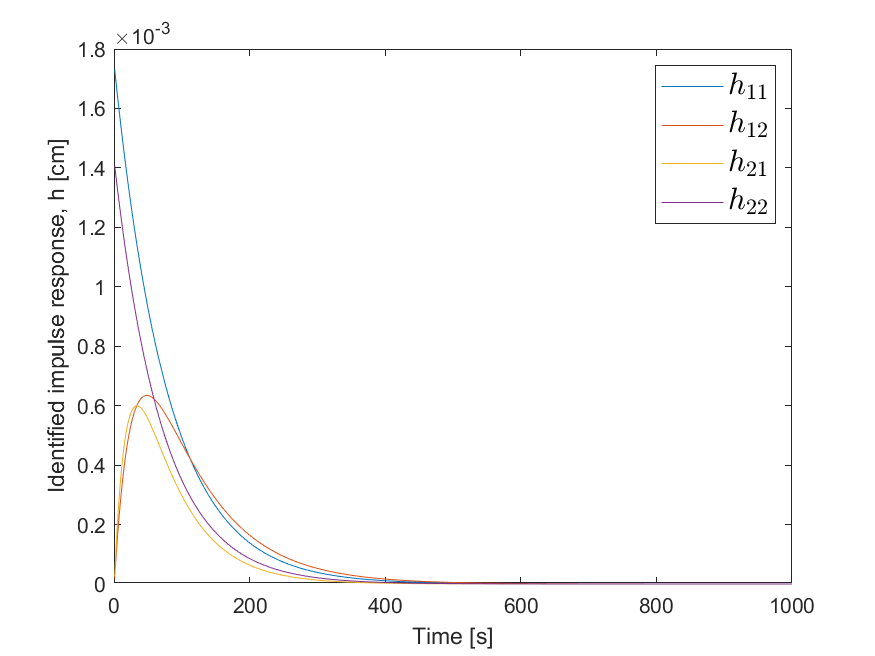 ×10-3
1.8
1.6
1.4
1.2
1
0.8
0.6
0.4
0.2
0
Identified impulse response, h [cm]
h11
h12
h21
h22
0 200 400 600 800 1000
Time [s]